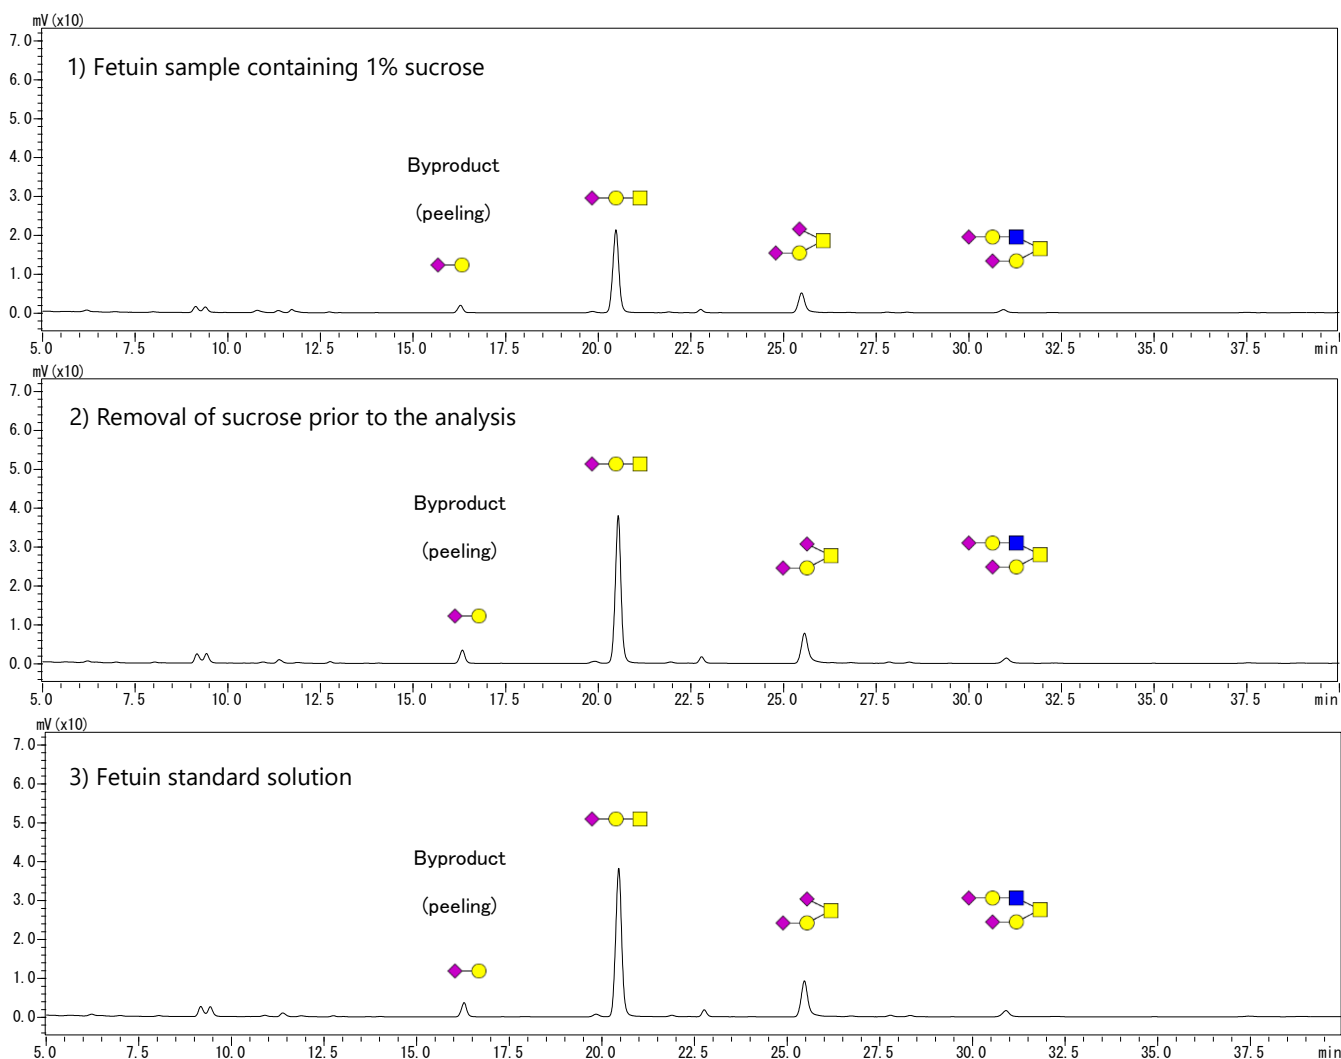 mV(x10)
7.0
1) Fetuin sample containing 1% sucrose
6.0
5.0
4.0
Byproduct
3.0
(peeling)
2.0
1.0
0.0
5.0 7.5 10.0 12.5 15.0 17.5 20.0 22.5 25.0 27.5 30.0 32.5 35.0 37.5 min
mV(x10)
7.0
2) Removal of sucrose prior to the analysis
6.0
5.0
Byproduct
4.0
3.0
(peeling)
2.0
1.0
0.0
5.0 7.5 10.0 12.5 15.0 17.5 20.0 22.5 25.0 27.5 30.0 32.5 35.0 37.5 min
mV(x10)
7.0
3) Fetuin standard solution
6.0
5.0
Byproduct
4.0
3.0
(peeling)
2.0
1.0
0.0
5.0 7.5 10.0 12.5 15.0 17.5 20.0 22.5 25.0 27.5 30.0 32.5 35.0 37.5 min